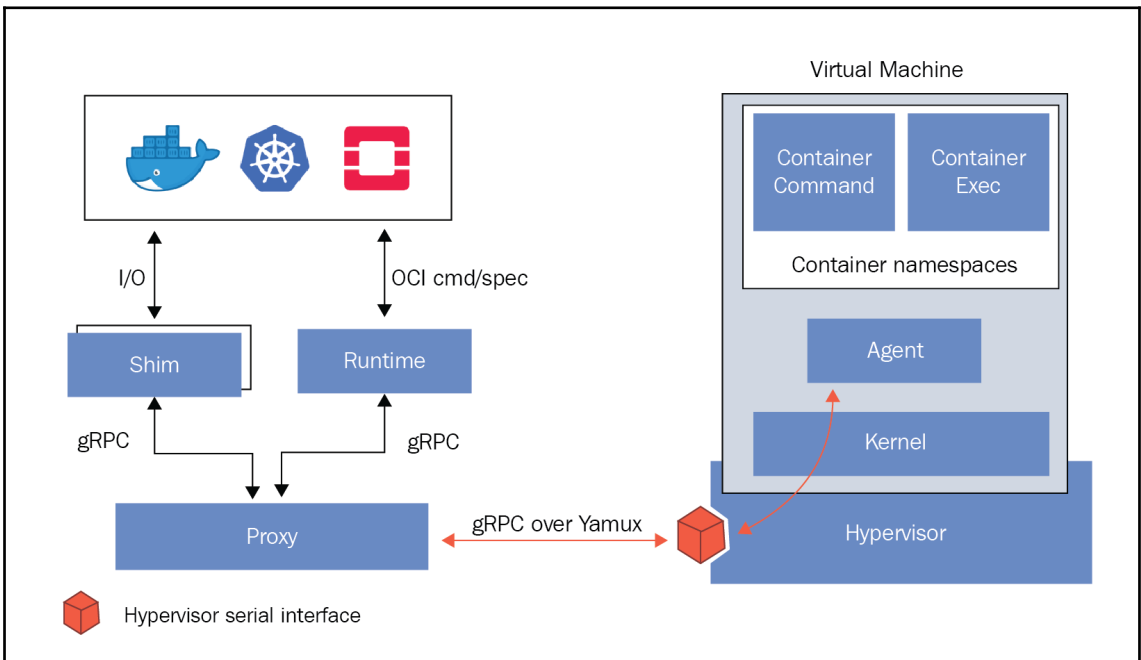 Virtual Machine
Container
Command
Container
Exec
Container namespaces
I/O
OCI cmd/spec
Shim
Runtime
Agent
gRPC
gRPC
Kernel
Proxy
gRPC over Yamux
Hypervisor
Hypervisor serial interface